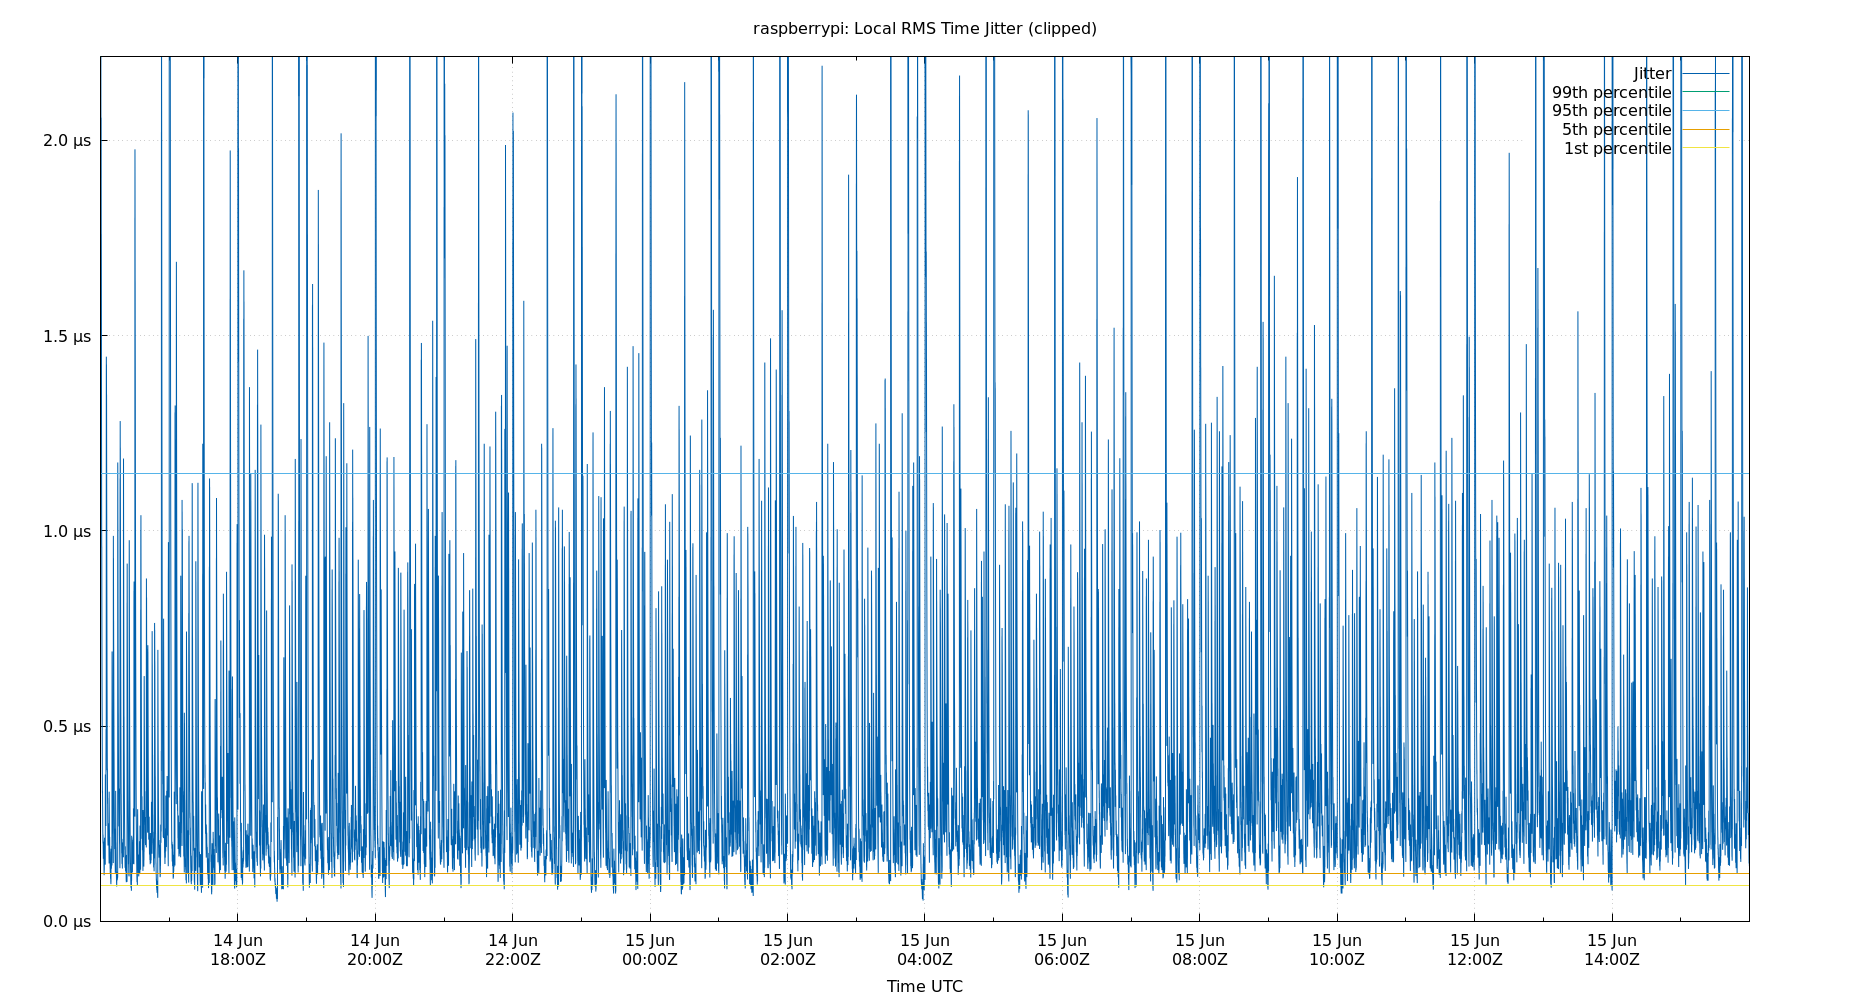 raspberrypi: Local RMS Time Jitter (clipped)
Jitter
99th percentile
95th percentile
5th percentile
1st percentile
2.0 µs
1.5 µs
1.0 µs
0.5 µs
0.0 µs
14 Jun 14 Jun 14 Jun 15 Jun 15 Jun 15 Jun 15 Jun 15 Jun 15 Jun 15 Jun 15 Jun
18:00Z 20:00Z 22:00Z 00:00Z 02:00Z 04:00Z 06:00Z 08:00Z 10:00Z 12:00Z 14:00Z
Time UTC